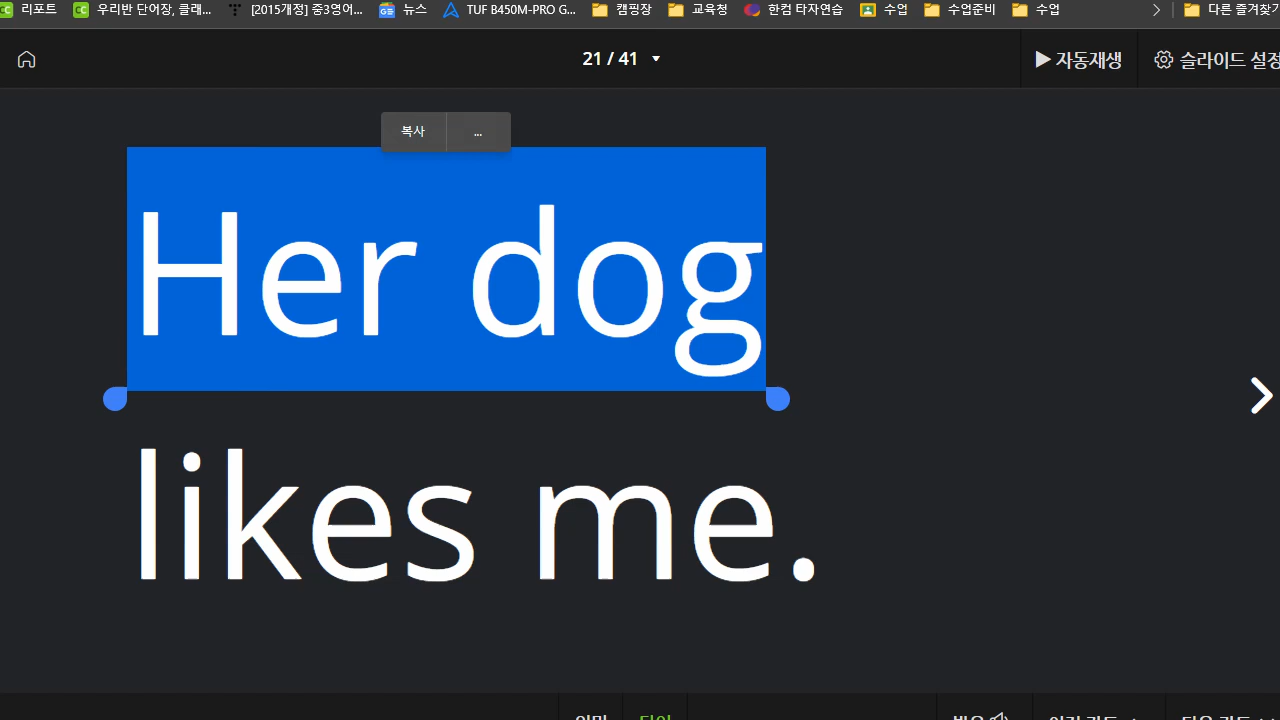 리포트 우리반 단어장, 클래... [2015개정] 중3영어... 뉴스 TUF B450M-PRO G... 캠핑장 교육청 한컴 타자연습 수업 수업준비 수업 다른 즐겨찾기
21 / 41 자동재생 슬라이드 설정
복사 ...
Her dog
likes me.